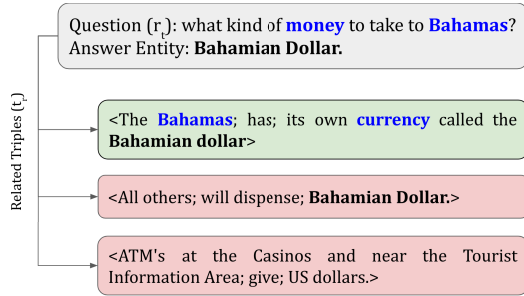 Question (rt): what kind of money to take to Bahamas?
Answer Entity: Bahamian Dollar.
Related Triples (tr)
<The Bahamas; has; its own currency called the
Bahamian dollar>
<All others; will dispense; Bahamian Dollar.>
<ATM's at the Casinos and near the Tourist
Information Area; give; US dollars.>